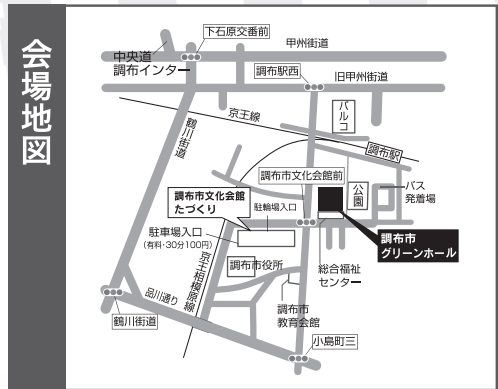 会場地図
下石原交番前
甲州街道
中央道
調布インター
調布駅西
旧甲州街道
パルコ
京王線
鶴川街道
調布駅
調布市文化会館前
公園
バス
発着場
調布市文化会館
たづくり
駐輪場入口
駐車場入口
(有料・30分100円)
調布市
グリーンホール
京王相模原線
調布市役所
総合福祉
センター
品川通り
調布市
教育会館
鶴川街道
小島町三